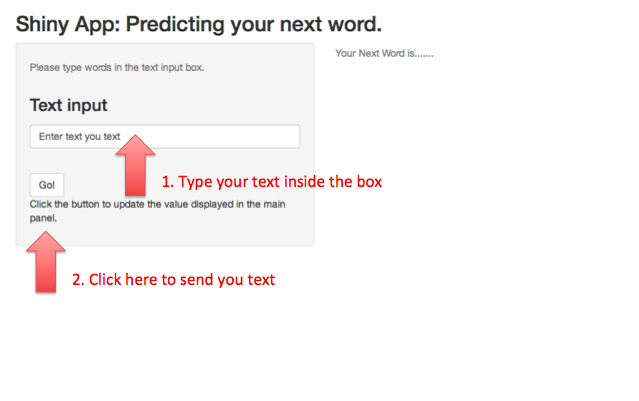 Shiny App: Predicting your next word.
Please type words in the text input box.
Your Next Word is.......
Text input
Enter text you text
1. Type your text inside the box
Go!
Click the button to update the value displayed in the main
panel.
2. Click here to send you text